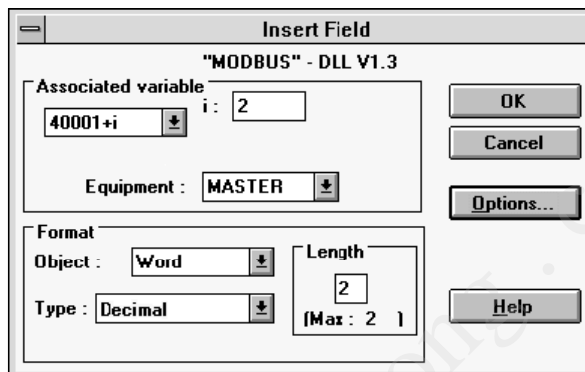 Insert Field
"MODBUS" - DLL V1.3
Associated variable
40001+i
i : 2
Equipment : MASTER
OK
Cancel
Options...
Help
Format
Object : Word
Type : Decimal
Length
2
(Max : 2 )